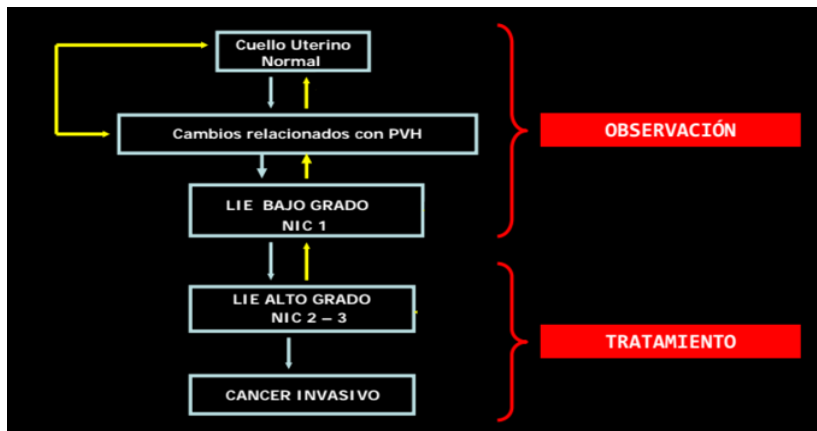 Cuello Uterino
Normal
Cambios relacionados con PVH
OBSERVACIÓN
LIE BAJO GRADO
NIC 1
LIE ALTO GRADO
NIC 2 – 3
TRATAMIENTO
CANCER INVASIVO